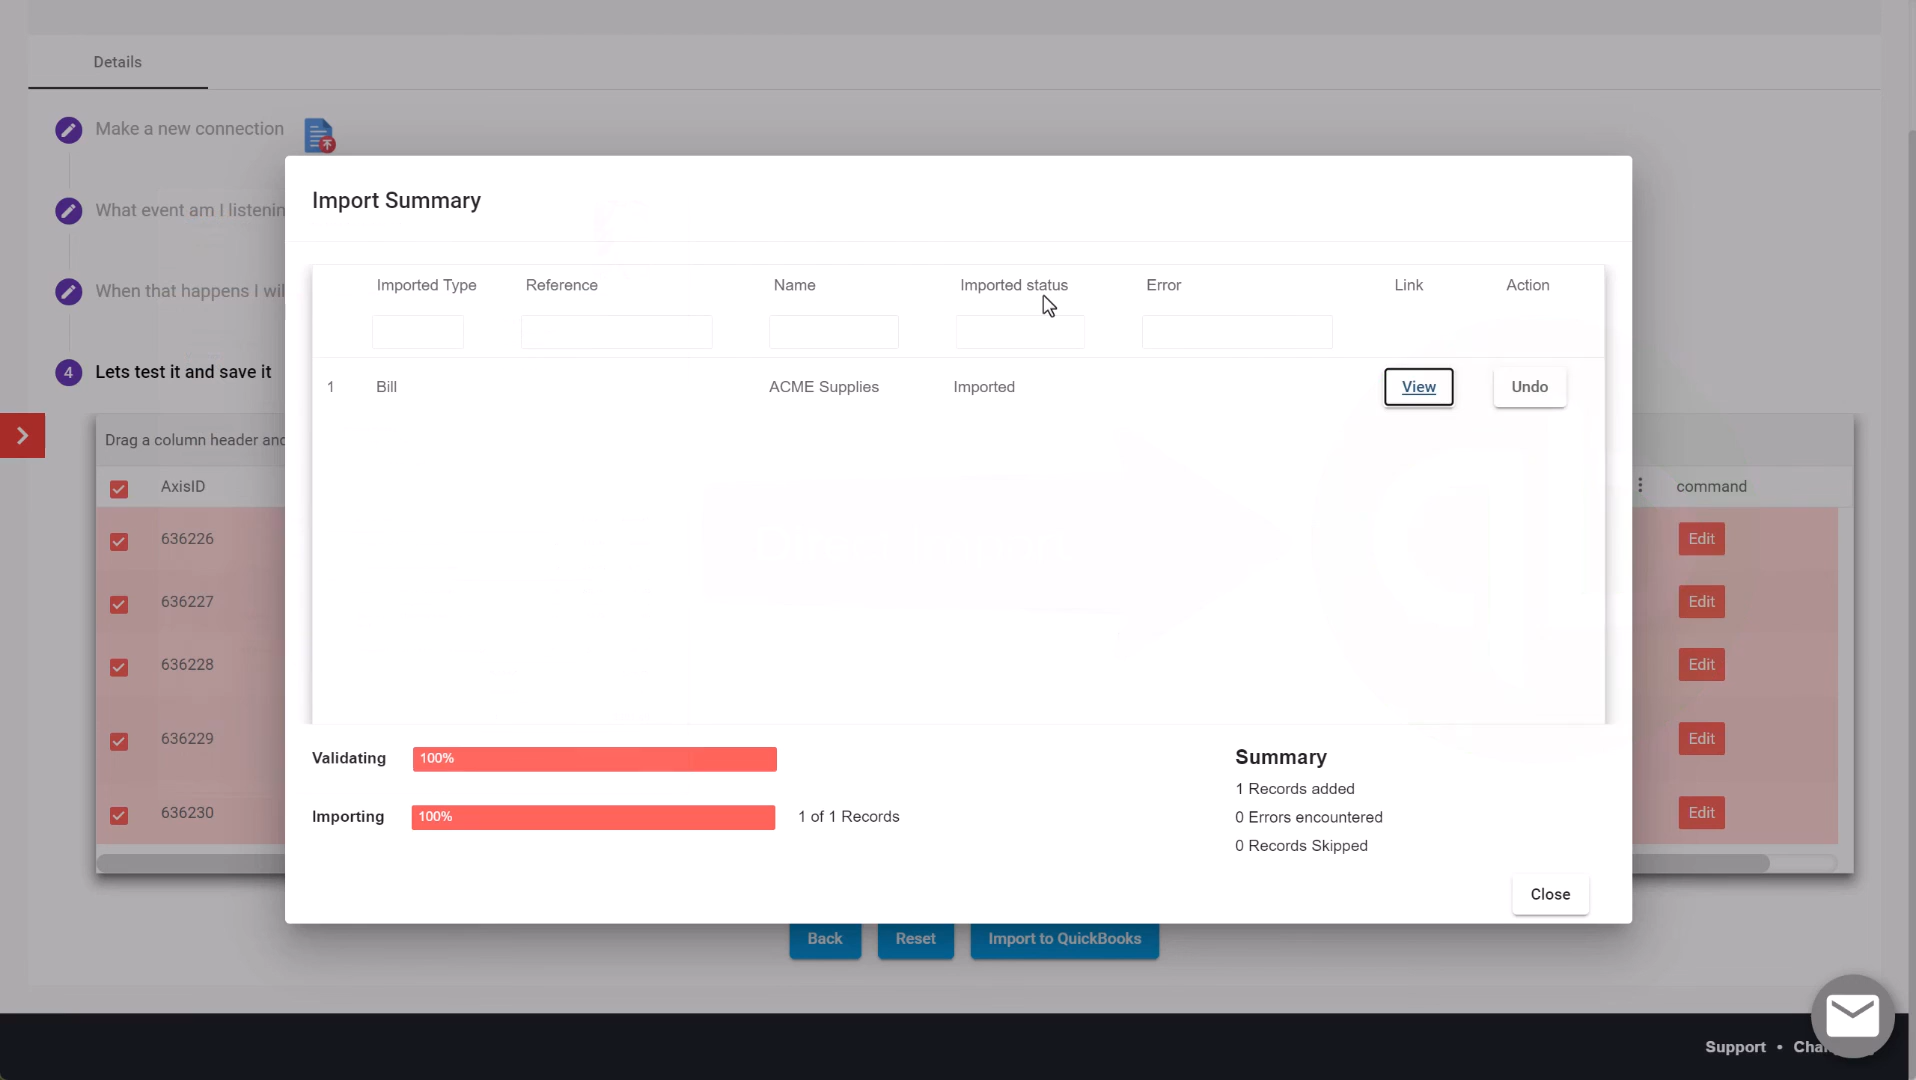 Details
Make a new connection
What event am I listenin
When that happens I wil
4 Lets test it and save it
Import Summary
Imported Type Reference Name Imported status Error Link Action
1 Bill ACME Supplies Imported View Undo
Drag a column header and
AxisID command
636226 Edit
636227 Edit
636228 Edit
636229 Edit
636230 Edit
Validating 100%
Importing 100% 1 of 1 Records
Summary
1 Records added
0 Errors encountered
0 Records Skipped
Close
Back Reset Import to QuickBooks
Support •